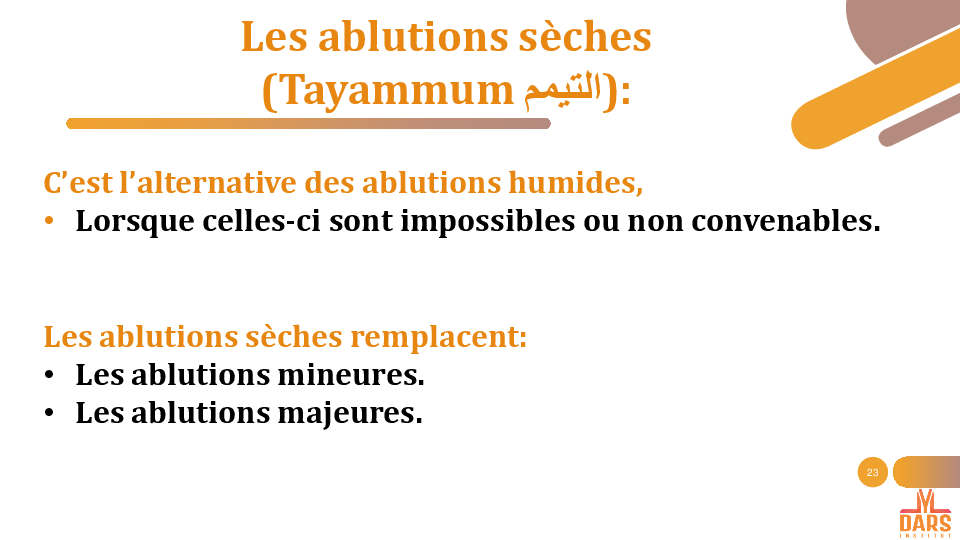 Les ablutions sèches
(Tayammum التيمم):
C’est l’alternative des ablutions humides,
• Lorsque celles-ci sont impossibles ou non convenables.
Les ablutions sèches remplacent:
• Les ablutions mineures.
• Les ablutions majeures.
23
DARS
INSTITUT